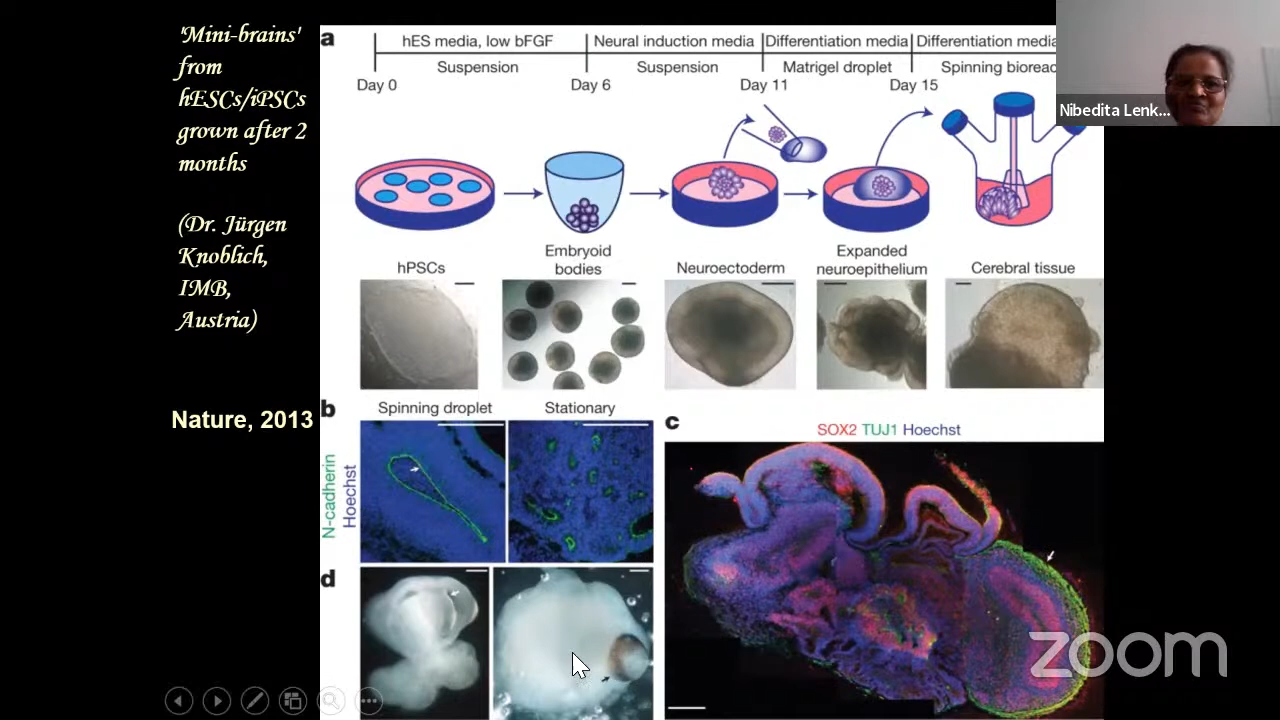 'Mini-brains'
from
hESCs/iPSCs
grown after 2
months
(Dr. Jürgen
Knoblich,
IMB,
Austria)
Nature, 2013
a
hES media, low bFGF
Neural induction media
Differentiation media
Differentiation media
Suspension
Suspension
Matrigel droplet
Spinning bioreac
Day 0
Day 6
Day 11
Day 15
hPSCs
Embryoid
bodies
Neuroectoderm
Expanded
neuroepithelium
Cerebral tissue
b
Spinning droplet
Stationary
N-cadherin
Hoechst
c
SOX2 TUJ1 Hoechst
d
Nibedita Lenk...
zoom